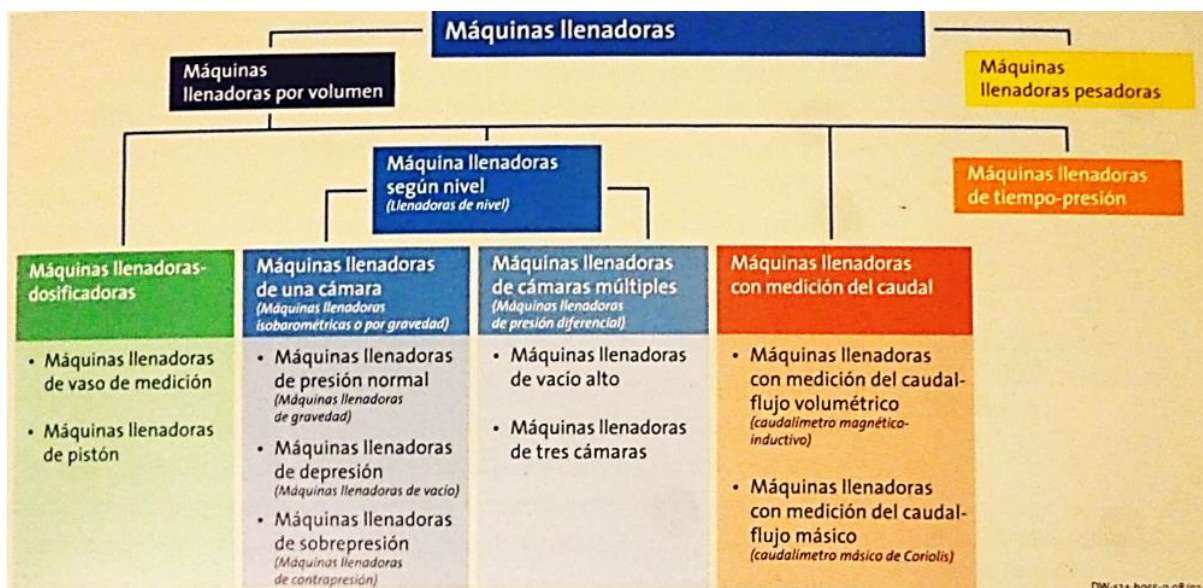 Máquinas llenadoras
Máquinas
llenadoras por volumen
Máquinas
llenadoras pesadoras
Máquina llenadoras
según nivel
(Llenadoras de nivel)
Máquinas llenadoras
de tiempo-presión
Máquinas llenadoras-
dosificadoras
Máquinas llenadoras
de una cámara
(Máquinas llenadoras
isobarométricas o por gravedad)
Máquinas llenadoras
de cámaras múltiples
(Máquinas llenadoras
de presión diferencial)
Máquinas llenadoras
con medición del caudal
• Máquinas llenadoras
de vaso de medición
• Máquinas llenadoras
de pistón
• Máquinas llenadoras
de presión normal
(Máquinas llenadoras
de gravedad)
• Máquinas llenadoras
de depresión
(Máquinas llenadoras de vacío)
• Máquinas llenadoras
de sobrepresión
(Máquinas llenadoras
de contrapresión)
• Máquinas llenadoras
de vacío alto
• Máquinas llenadoras
de tres cámaras
• Máquinas llenadoras
con medición del caudal-
flujo volumétrico
(caudalímetro magnético-
inductivo)
• Máquinas llenadoras
con medición del caudal-
flujo másico
(caudalímetro másico de Coriolis)